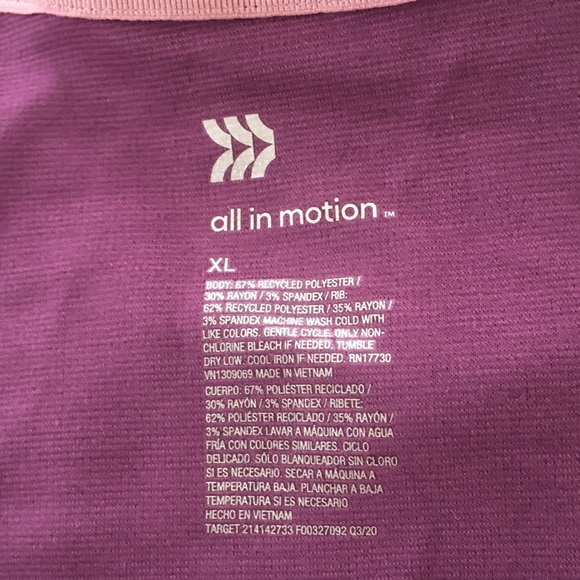 all in motion ™
XL
BODY: 67% RECYCLED POLYESTER /
30% RAYON / 3% SPANDEX / RIB:
62% RECYCLED POLYESTER / 35% RAYON /
3% SPANDEX MACHINE WASH COLD WITH
LIKE COLORS. GENTLE CYCLE. ONLY NON-
CHLORINE BLEACH IF NEEDED. TUMBLE
DRY LOW. COOL IRON IF NEEDED. RN17730
VN1309069 MADE IN VIETNAM
CUERPO: 67% POLIÉSTER RECICLADO /
30% RAYÓN / 3% SPANDEX / RIBETE:
62% POLIÉSTER RECICLADO / 35% RAYÓN /
3% SPANDEX LAVAR A MÁQUINA CON AGUA
FRÍA CON COLORES SIMILARES. CICLO
DELICADO. SÓLO BLANQUEADOR SIN CLORO
SI ES NECESARIO. SECAR A MÁQUINA A
TEMPERATURA BAJA. PLANCHAR A BAJA
TEMPERATURA SI ES NECESARIO
HECHO EN VIETNAM
TARGET 214142733 F00327092 Q3/20